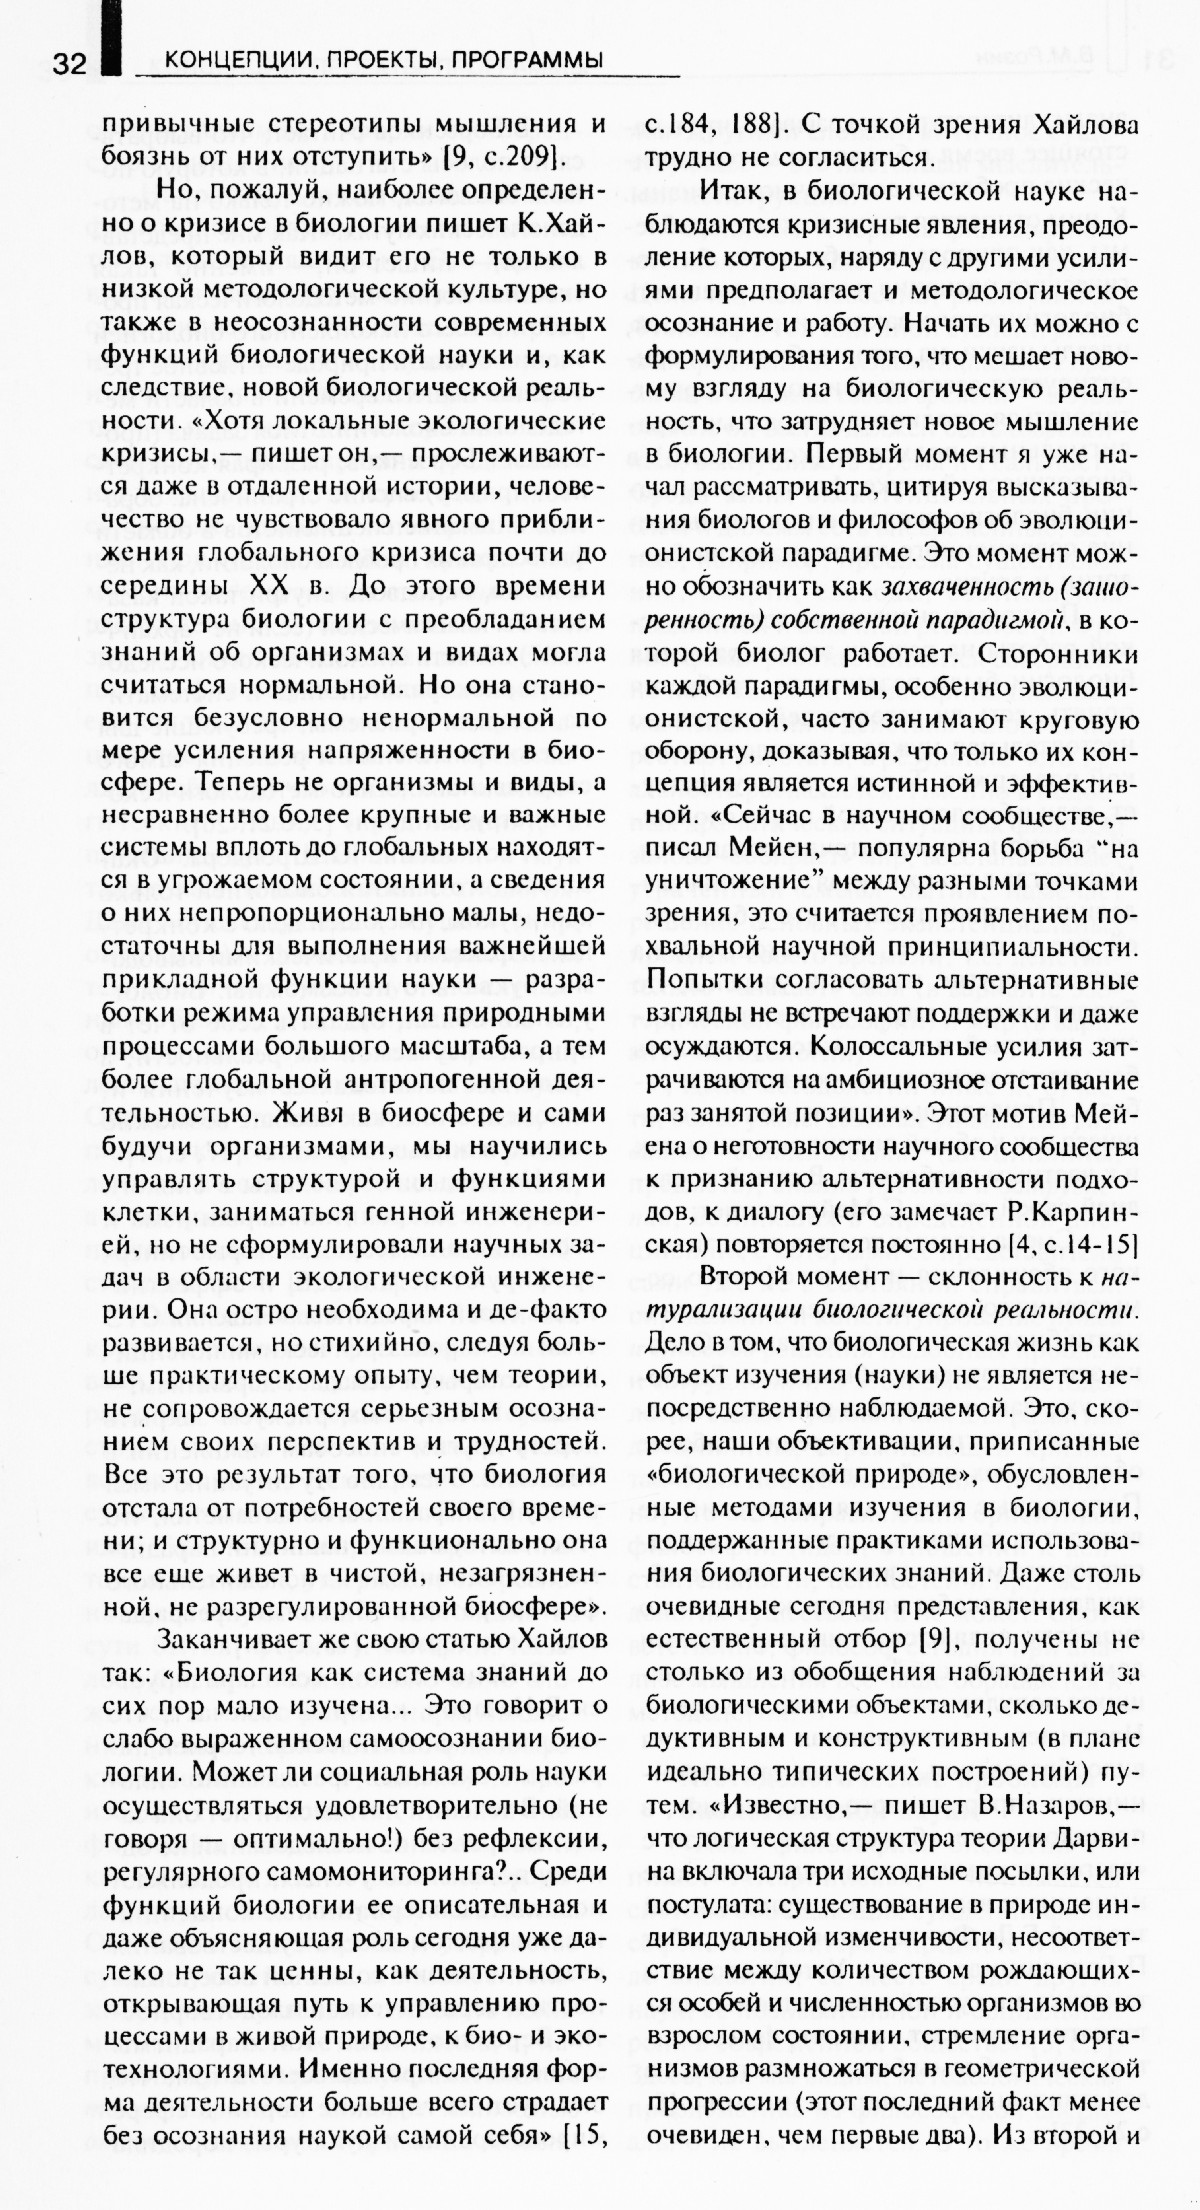 32
КОНЦЕПЦИИ, ПРОЕКТЫ, ПРОГРАММЫ
привычные стереотипы мышления и
боязнь от них отступить» [9, с.209].
Но, пожалуй, наиболее определен-
но о кризисе в биологии пишет К.Хай-
лов, который видит его не только в
низкой методологической культуре, но
также в неосознанности современных
функций биологической науки и, как
следствие, новой биологической реаль-
ности. «Хотя локальные экологические
кризисы,— пишет он,— прослеживают-
ся даже в отдаленной истории, челове-
чество не чувствовало явного прибли-
жения глобального кризиса почти до
середины XX в. До этого времени
структура биологии с преобладанием
знаний об организмах и видах могла
считаться нормальной. Но она стано-
вится безусловно ненормальной по
мере усиления напряженности в био-
сфере. Теперь не организмы и виды, а
несравненно более крупные и важные
системы вплоть до глобальных находят-
ся в угрожаемом состоянии, а сведения
о них непропорционально малы, недо-
статочны для выполнения важнейшей
прикладной функции науки — разра-
ботки режима управления природными
процессами большого масштаба, а тем
более глобальной антропогенной дея-
тельностью. Живя в биосфере и сами
будучи организмами, мы научились
управлять структурой и функциями
клетки, заниматься генной инженери-
ей, но не сформулировали научных за-
дач в области экологической инжене-
рии. Она остро необходима и де-факто
развивается, но стихийно, следуя боль-
ше практическому опыту, чем теории,
не сопровождается серьезным осозна-
нием своих перспектив и трудностей.
Все это результат того, что биология
отстала от потребностей своего време-
ни; и структурно и функционально она
все еще живет в чистой, незагрязнен-
ной, не разрегулированной биосфере».
Заканчивает же свою статью Хайлов
так: «Биология как система знаний до
сих пор мало изучена... Это говорит о
слабо выраженном самоосознании био-
логии. Может ли социальная роль науки
осуществляться удовлетворительно (не
говоря — оптимально!) без рефлексии,
регулярного самомониторинга?.. Среди
функций биологии ее описательная и
даже объясняющая роль сегодня уже да-
леко не так ценны, как деятельность,
открывающая путь к управлению про-
цессами в живой природе, к био- и эко-
технологиями. Именно последняя фор-
ма деятельности больше всего страдает
без осознания наукой самой себя» [15,
с.184, 188]. С точкой зрения Хайлова
трудно не согласиться.
Итак, в биологической науке на-
блюдаются кризисные явления, преодо-
ление которых, наряду с другими усили-
ями предполагает и методологическое
осознание и работу. Начать их можно с
формулирования того, что мешает ново-
му взгляду на биологическую реаль-
ность, что затрудняет новое мышление
в биологии. Первый момент я уже на-
чал рассматривать, цитируя высказыва-
ния биологов и философов об эволюци-
онистской парадигме. Это момент мож-
но обозначить как захваченность (зашо-
ренность) собственной парадигмой, в ко-
торой биолог работает. Сторонники
каждой парадигмы, особенно эволюци-
онистской, часто занимают круговую
оборону, доказывая, что только их кон-
цепция является истинной и эффектив-
ной. «Сейчас в научном сообществе,—
писал Мейен,— популярна борьба “на
уничтожение” между разными точками
зрения, это считается проявлением по-
хвальной научной принципиальности.
Попытки согласовать альтернативные
взгляды не встречают поддержки и даже
осуждаются. Колоссальные усилия зат-
рачиваются на амбициозное отстаивание
раз занятой позиции». Этот мотив Мей-
ена о неготовности научного сообщества
к признанию альтернативности подхо-
дов, к диалогу (его замечает Р.Карпин-
ская) повторяется постоянно [4, с.14-15]
Второй момент — склонность к на-
турализации биологической реальности.
Дело в том, что биологическая жизнь как
объект изучения (науки) не является не-
посредственно наблюдаемой. Это, ско-
рее, наши объективации, приписанные
«биологической природе», обусловлен-
ные методами изучения в биологии,
поддержанные практиками использова-
ния биологических знаний. Даже столь
очевидные сегодня представления, как
естественный отбор [9], получены не
столько из обобщения наблюдений за
биологическими объектами, сколько де-
дуктивным и конструктивным (в плане
идеально типических построений) пу-
тем. «Известно,— пишет В.Назаров,—
что логическая структура теории Дарви-
на включала три исходные посылки, или
постулата: существование в природе ин-
дивидуальной изменчивости, несоответ-
ствие между количеством рождающих-
ся особей и численностью организмов во
взрослом состоянии, стремление орга-
низмов размножаться в геометрической
прогрессии (этот последний факт менее
очевиден, чем первые два). Из второй и